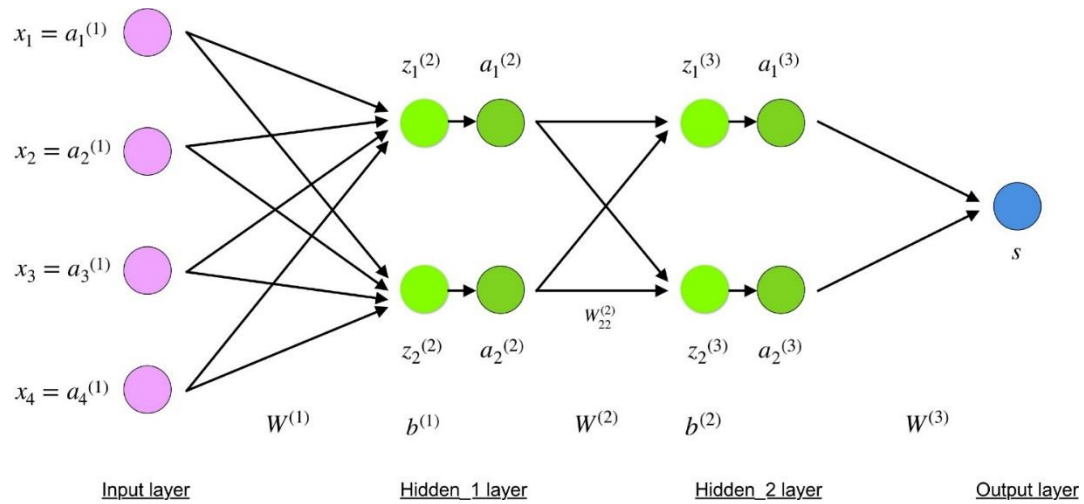 x₁ = a₁⁽¹⁾
z₁⁽²⁾ a₁⁽²⁾ z₁⁽³⁾ a₁⁽³⁾
x₂ = a₂⁽¹⁾
x₃ = a₃⁽¹⁾
s
W₂₂⁽²⁾
z₂⁽²⁾ a₂⁽²⁾ z₂⁽³⁾ a₂⁽³⁾
x₄ = a₄⁽¹⁾
W⁽¹⁾ b⁽¹⁾ W⁽²⁾ b⁽²⁾ W⁽³⁾
Input layer Hidden_1 layer Hidden_2 layer Output layer